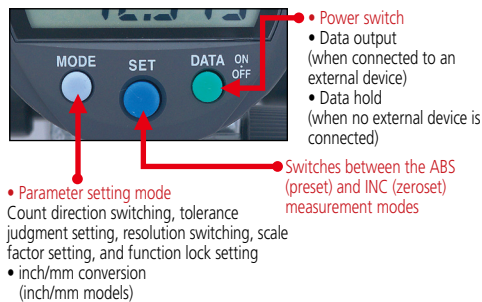 MODE
SET
DATA
ON
OFF
• Power switch
• Data output
(when connected to an
external device)
• Data hold
(when no external device is
connected)
Switches between the ABS
(preset) and INC (zeroset)
measurement modes
• Parameter setting mode
Count direction switching, tolerance
judgment setting, resolution switching, scale
factor setting, and function lock setting
• inch/mm conversion
(inch/mm models)